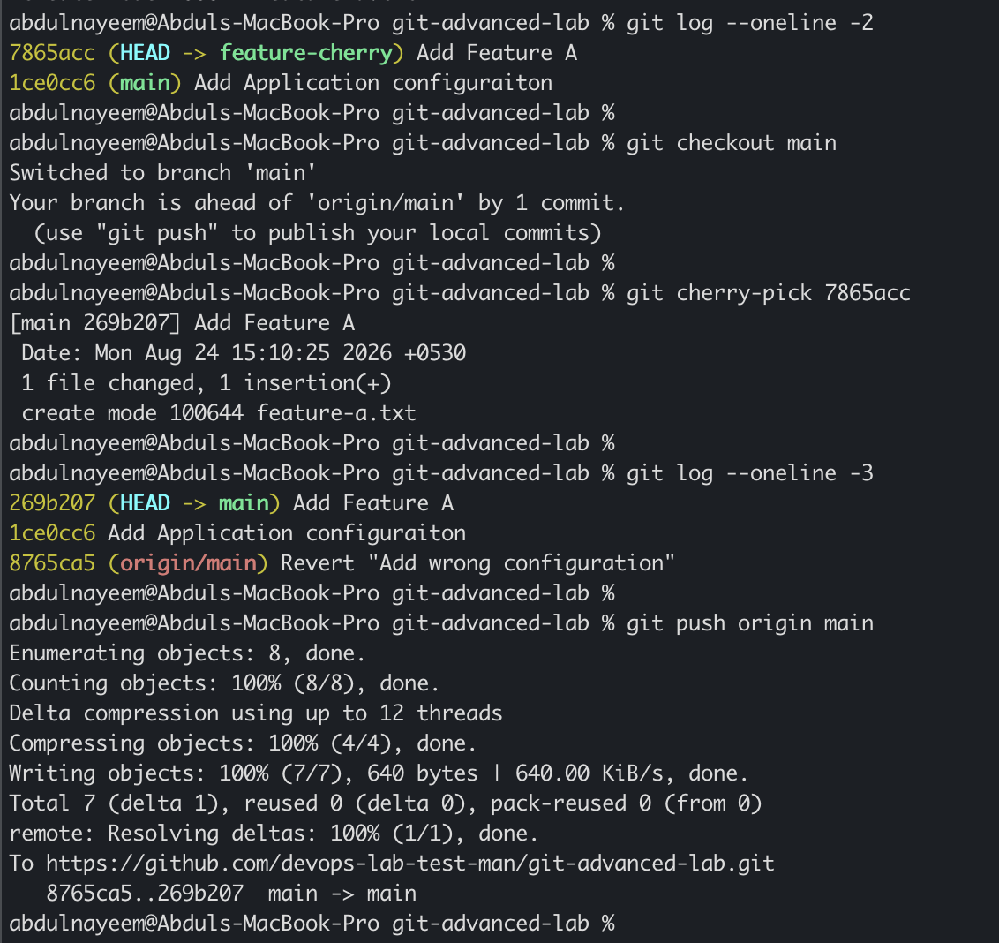 abdulnayeem@Abduls-MacBook-Pro git-advanced-lab % git log --oneline -2
7865acc (HEAD -> feature-cherry) Add Feature A
1ce0cc6 (main) Add Application configuraiton
abdulnayeem@Abduls-MacBook-Pro git-advanced-lab %
abdulnayeem@Abduls-MacBook-Pro git-advanced-lab % git checkout main
Switched to branch 'main'
Your branch is ahead of 'origin/main' by 1 commit.
  (use "git push" to publish your local commits)
abdulnayeem@Abduls-MacBook-Pro git-advanced-lab %
abdulnayeem@Abduls-MacBook-Pro git-advanced-lab % git cherry-pick 7865acc
[main 269b207] Add Feature A
 Date: Mon Aug 24 15:10:25 2026 +0530
 1 file changed, 1 insertion(+)
 create mode 100644 feature-a.txt
abdulnayeem@Abduls-MacBook-Pro git-advanced-lab %
abdulnayeem@Abduls-MacBook-Pro git-advanced-lab % git log --oneline -3
269b207 (HEAD -> main) Add Feature A
1ce0cc6 Add Application configuraiton
8765ca5 (origin/main) Revert "Add wrong configuration"
abdulnayeem@Abduls-MacBook-Pro git-advanced-lab %
abdulnayeem@Abduls-MacBook-Pro git-advanced-lab % git push origin main
Enumerating objects: 8, done.
Counting objects: 100% (8/8), done.
Delta compression using up to 12 threads
Compressing objects: 100% (4/4), done.
Writing objects: 100% (7/7), 640 bytes | 640.00 KiB/s, done.
Total 7 (delta 1), reused 0 (delta 0), pack-reused 0 (from 0)
remote: Resolving deltas: 100% (1/1), done.
To https://github.com/devops-lab-test-man/git-advanced-lab.git
   8765ca5..269b207  main -> main
abdulnayeem@Abduls-MacBook-Pro git-advanced-lab %